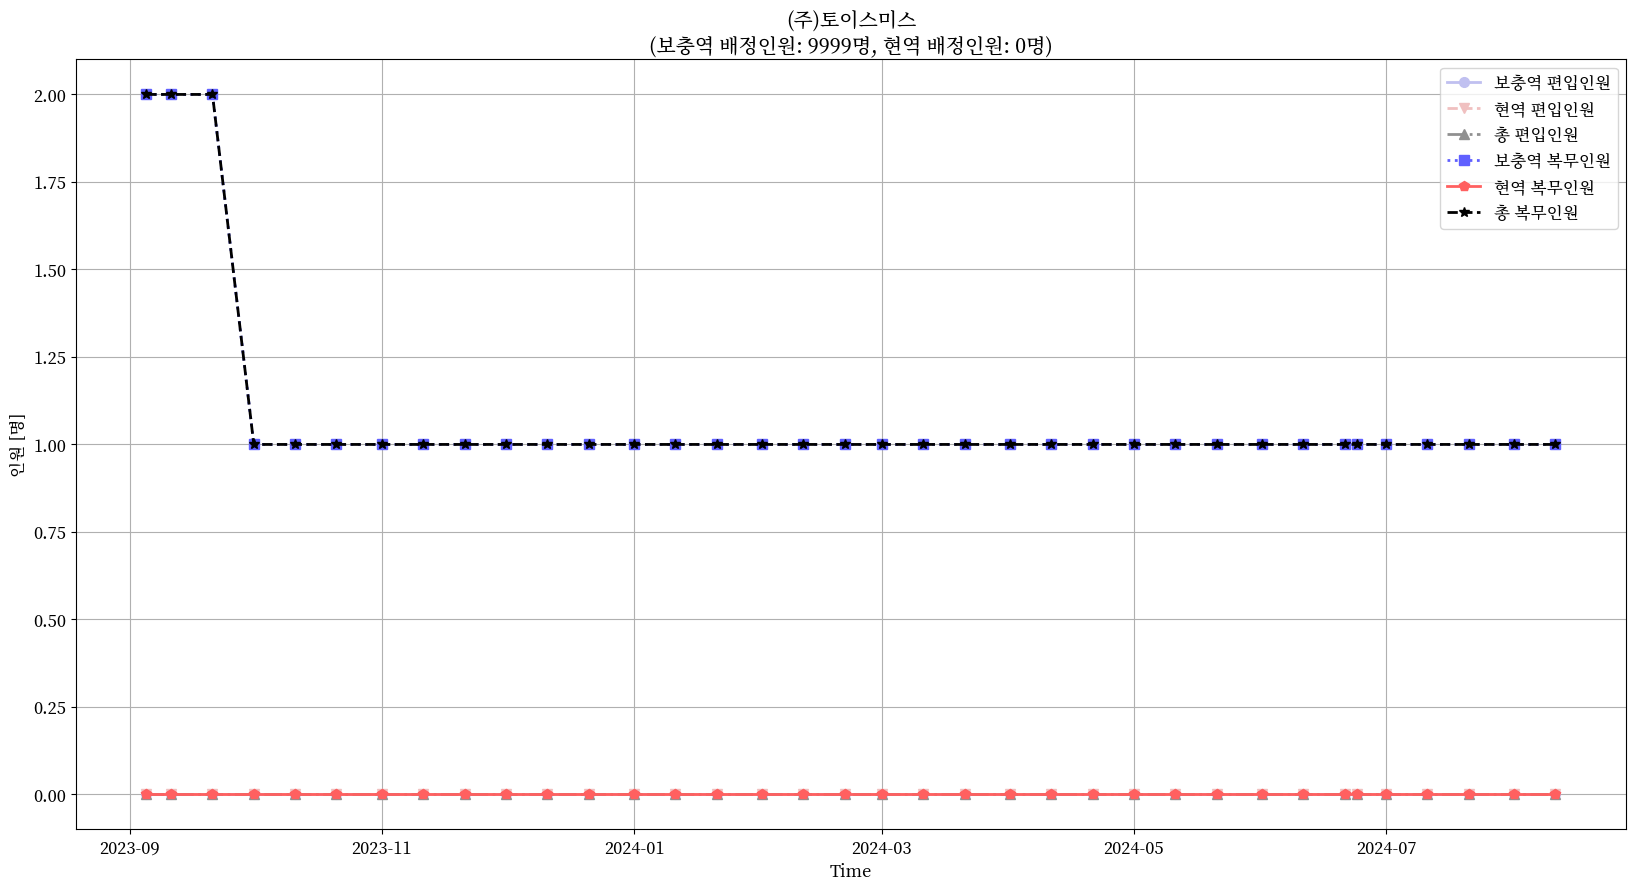 (주)토이스미스
(보충역 배정인원: 9999명, 현역 배정인원: 0명)
보충역 편입인원
현역 편입인원
총 편입인원
보충역 복무인원
현역 복무인원
총 복무인원
인원 [명]
2.00
1.75
1.50
1.25
1.00
0.75
0.50
0.25
0.00
2023-09
2023-11
2024-01
2024-03
2024-05
2024-07
Time